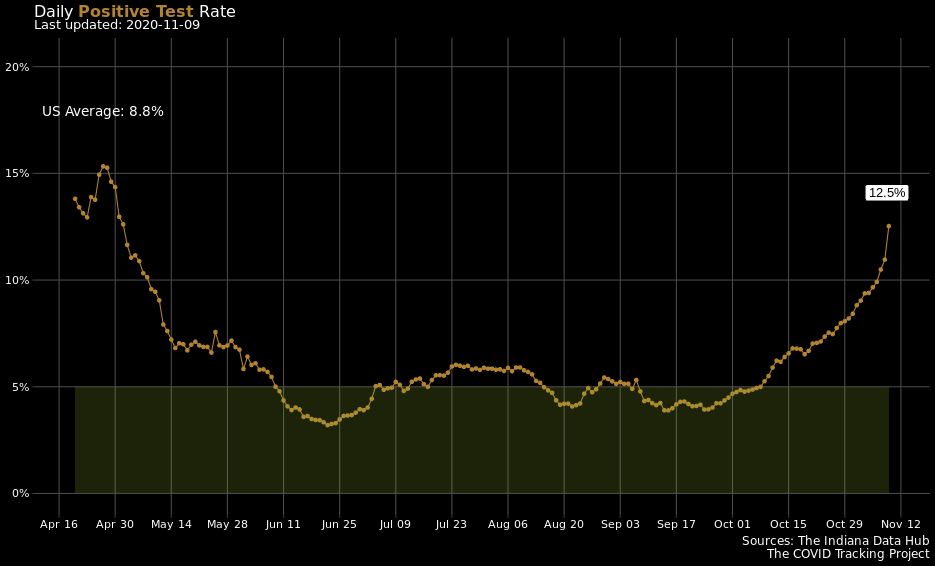 Daily Positive Test Rate
Last updated: 2020-11-09
20%
US Average: 8.8%
15%
12.5%
10%
5%
0%
Apr 16 Apr 30 May 14 May 28 Jun 11 Jun 25 Jul 09 Jul 23 Aug 06 Aug 20 Sep 03 Sep 17 Oct 01 Oct 15 Oct 29 Nov 12
Sources: The Indiana Data Hub
The COVID Tracking Project